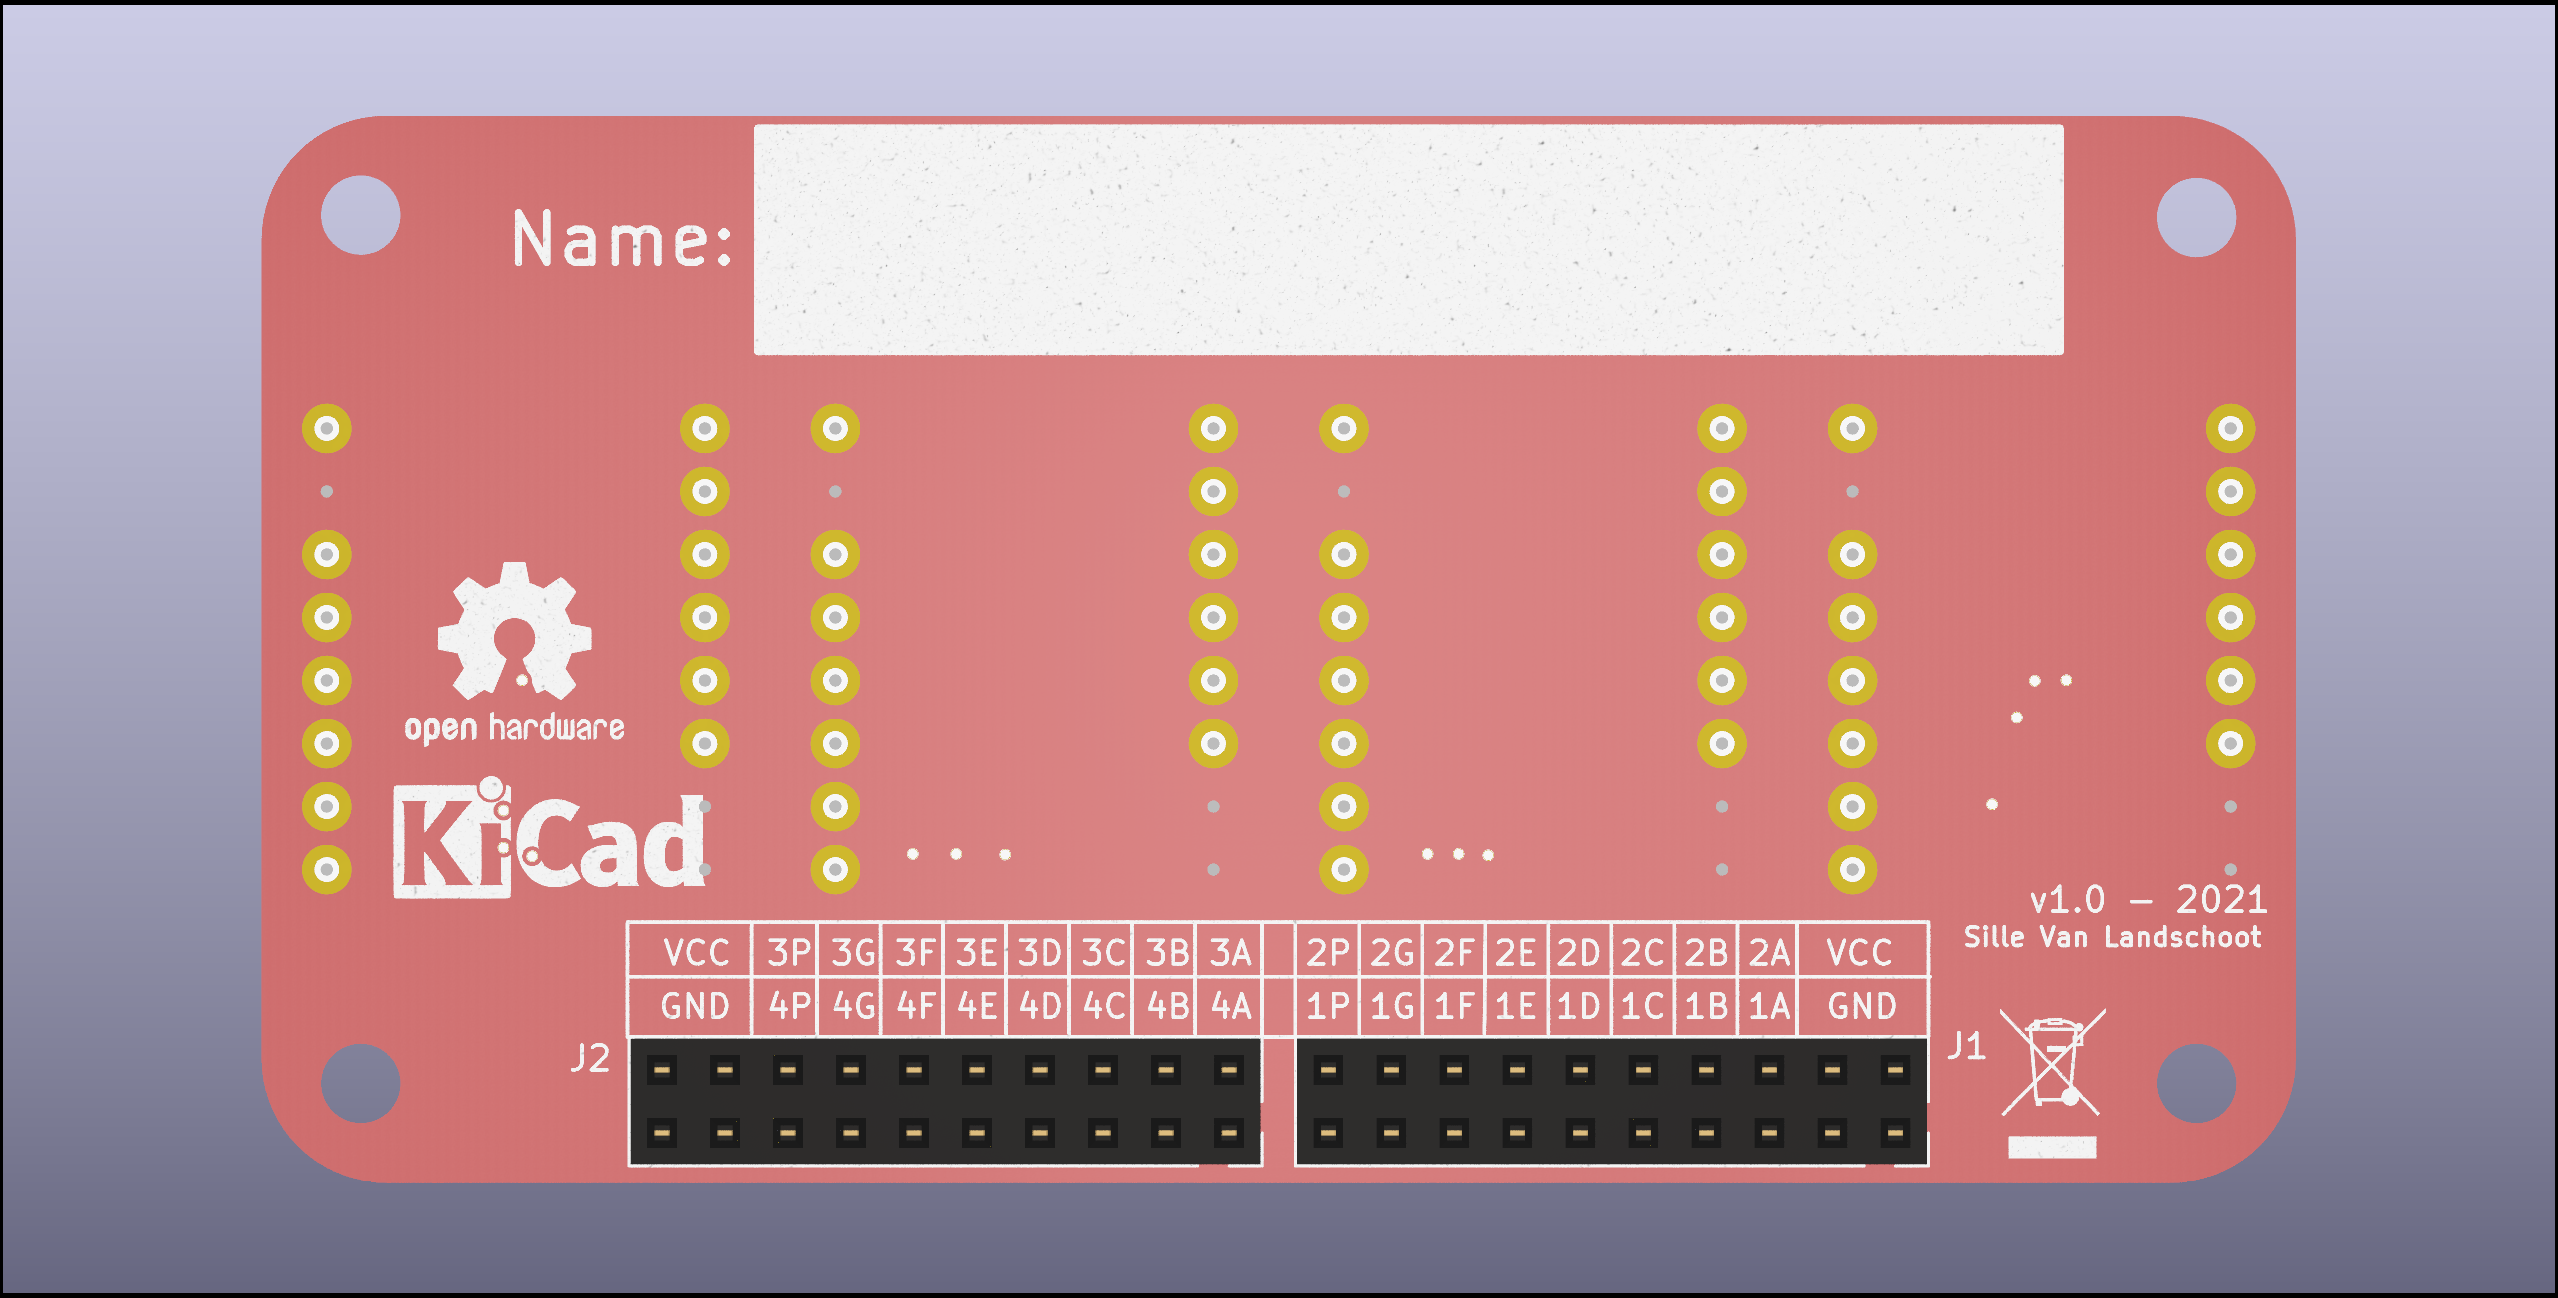 Name:
open hardware
KiCad
v1.0 - 2021
Sille Van Landschoot
VCC 3P 3G 3F 3E 3D 3C 3B 3A 2P 2G 2F 2E 2D 2C 2B 2A VCC
GND 4P 4G 4F 4E 4D 4C 4B 4A 1P 1G 1F 1E 1D 1C 1B 1A GND
J2 J1